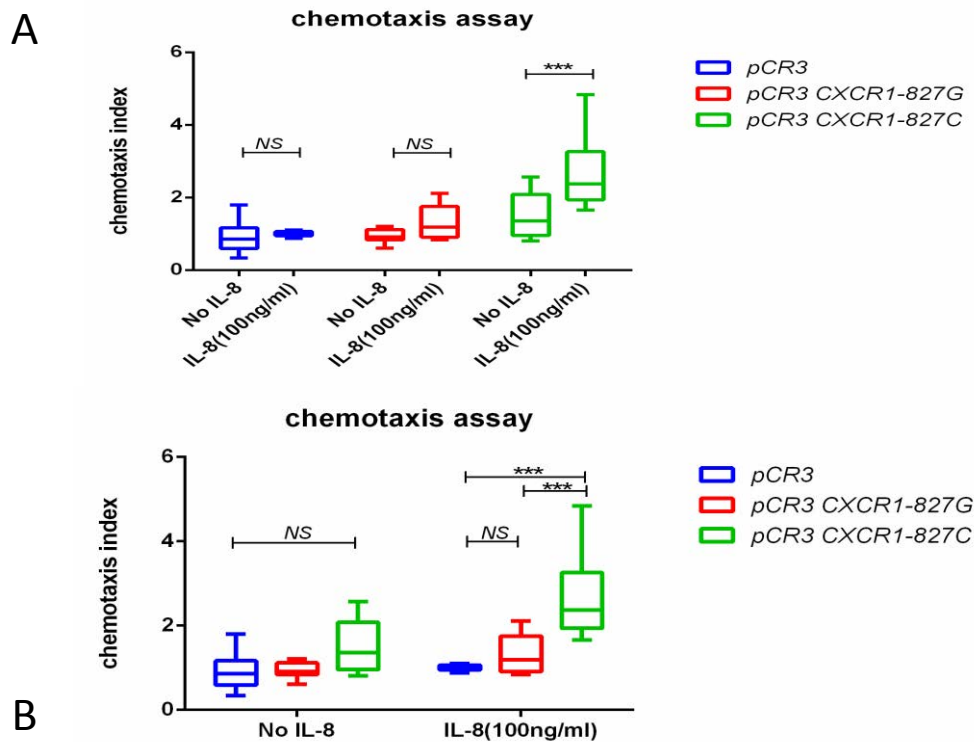 A
chemotaxis assay
chemotaxis index
6
4
2
0
NS
NS
***
No IL-8
IL-8(100ng/ml)
No IL-8
IL-8(100ng/ml)
No IL-8
IL-8(100ng/ml)
pCR3
pCR3 CXCR1-827G
pCR3 CXCR1-827C
B
chemotaxis assay
chemotaxis index
6
4
2
0
NS
***
***
NS
No IL-8
IL-8(100ng/ml)
pCR3
pCR3 CXCR1-827G
pCR3 CXCR1-827C